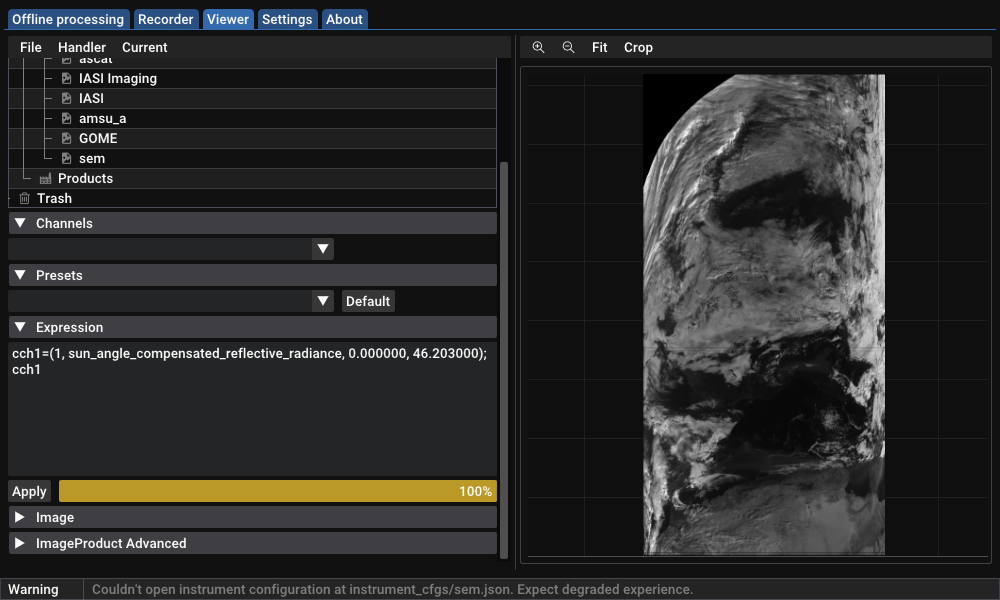 Offline processing Recorder Viewer Settings About
File Handler Current
Fit Crop
ascat
IASI Imaging
IASI
amsu_a
GOME
sem
Products
Trash
Channels
Presets
Default
Expression
cch1=(1, sun_angle_compensated_reflective_radiance, 0.000000, 46.203000);
cch1
Apply 100%
Image
ImageProduct Advanced
Warning Couldn't open instrument configuration at instrument_cfgs/sem.json. Expect degraded experience.